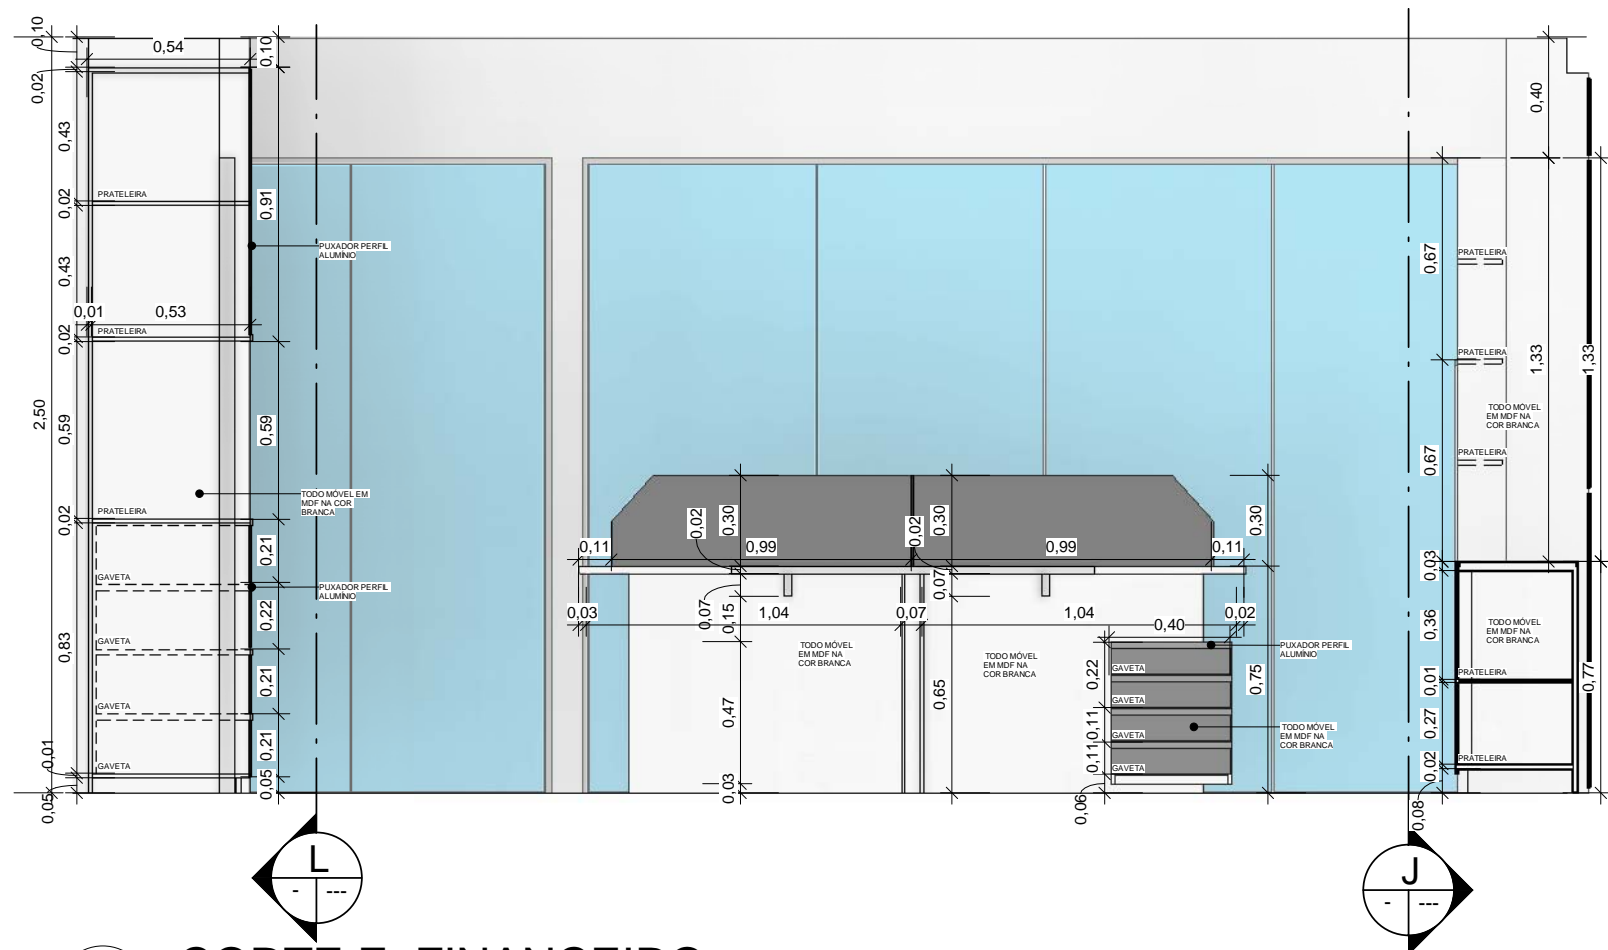 0,10
0,54
0,10
0,02
0,43
0,40
PRATELEIRA
0,02
0,91
PUXADOR PERFIL
ALUMÍNIO
0,67
PRATELEIRA
0,43
0,01
0,53
0,02
PRATELEIRA
PRATELEIRA
1,33
1,33
2,50
0,59
0,59
TODO MÓVEL
EM MDF NA
COR BRANCA
0,67
PRATELEIRA
TODO MÓVEL EM
MDF NA COR
BRANCA
PRATELEIRA
0,02
0,02
0,30
0,02
0,30
0,30
0,21
0,11
0,99
0,99
0,11
0,03
GAVETA
PUXADOR PERFIL
ALUMÍNIO
0,07
0,22
0,03
0,07
0,15
1,04
0,07
1,04
0,02
0,40
0,36
TODO MÓVEL
EM MDF NA
COR BRANCA
0,83
GAVETA
TODO MÓVEL
EM MDF NA
COR BRANCA
TODO MÓVEL
EM MDF NA
COR BRANCA
PUXADOR PERFIL
ALUMÍNIO
GAVETA
0,22
0,75
PRATELEIRA
0,01
0,77
0,21
0,65
0,47
GAVETA
GAVETA
0,11
GAVETA
TODO MÓVEL
EM MDF NA
COR BRANCA
0,27
0,21
0,01
GAVETA
0,11
GAVETA
PRATELEIRA
0,02
0,05
0,05
0,03
0,06
0,08
L
-
---
J
-
---